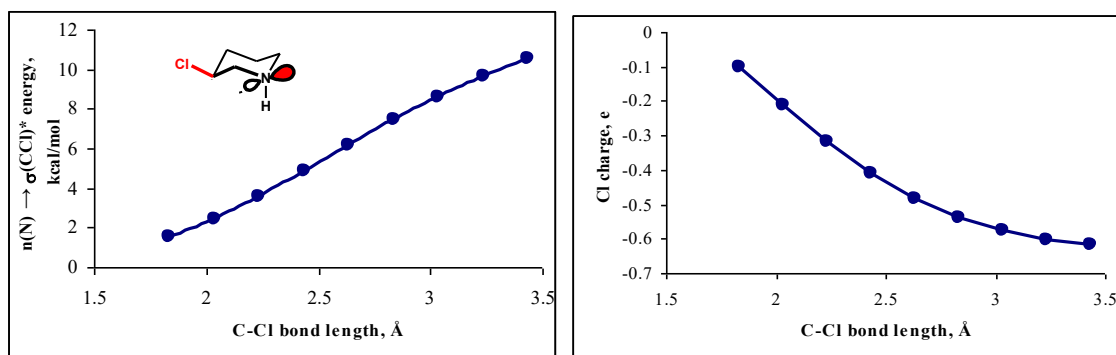 n(N) → σ(CCl)* energy,
kcal/mol
12
10
8
6
4
2
0
Cl
N
H
1.5 2 2.5 3 3.5
C-Cl bond length, Å
Cl charge, e
0
-0.1
-0.2
-0.3
-0.4
-0.5
-0.6
-0.7
1.5 2 2.5 3 3.5
C-Cl bond length, Å